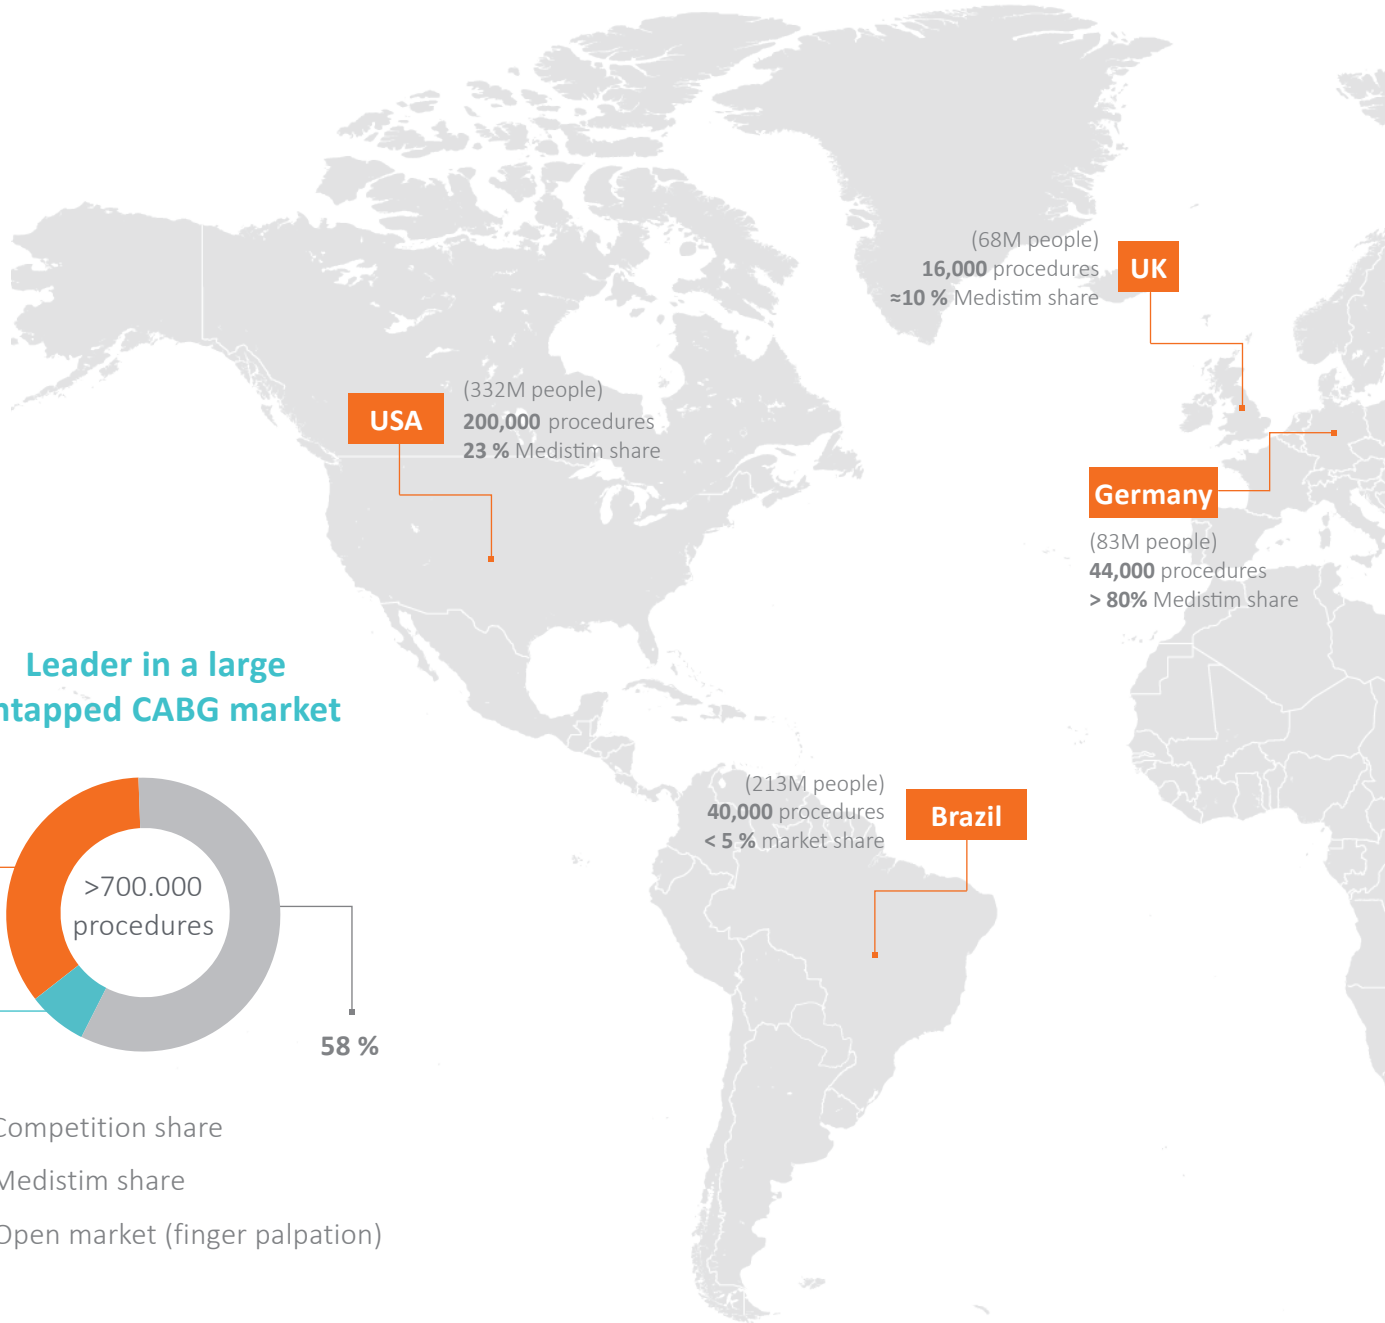 (68M people)
16,000 procedures
≈10 % Medistim share
UK
(332M people)
200,000 procedures
23 % Medistim share
USA
Germany
(83M people)
44,000 procedures
> 80% Medistim share
Leader in a large
ntapped CABG market
(213M people)
40,000 procedures
< 5 % market share
Brazil
>700.000
procedures
58 %
Competition share
Medistim share
Open market (finger palpation)